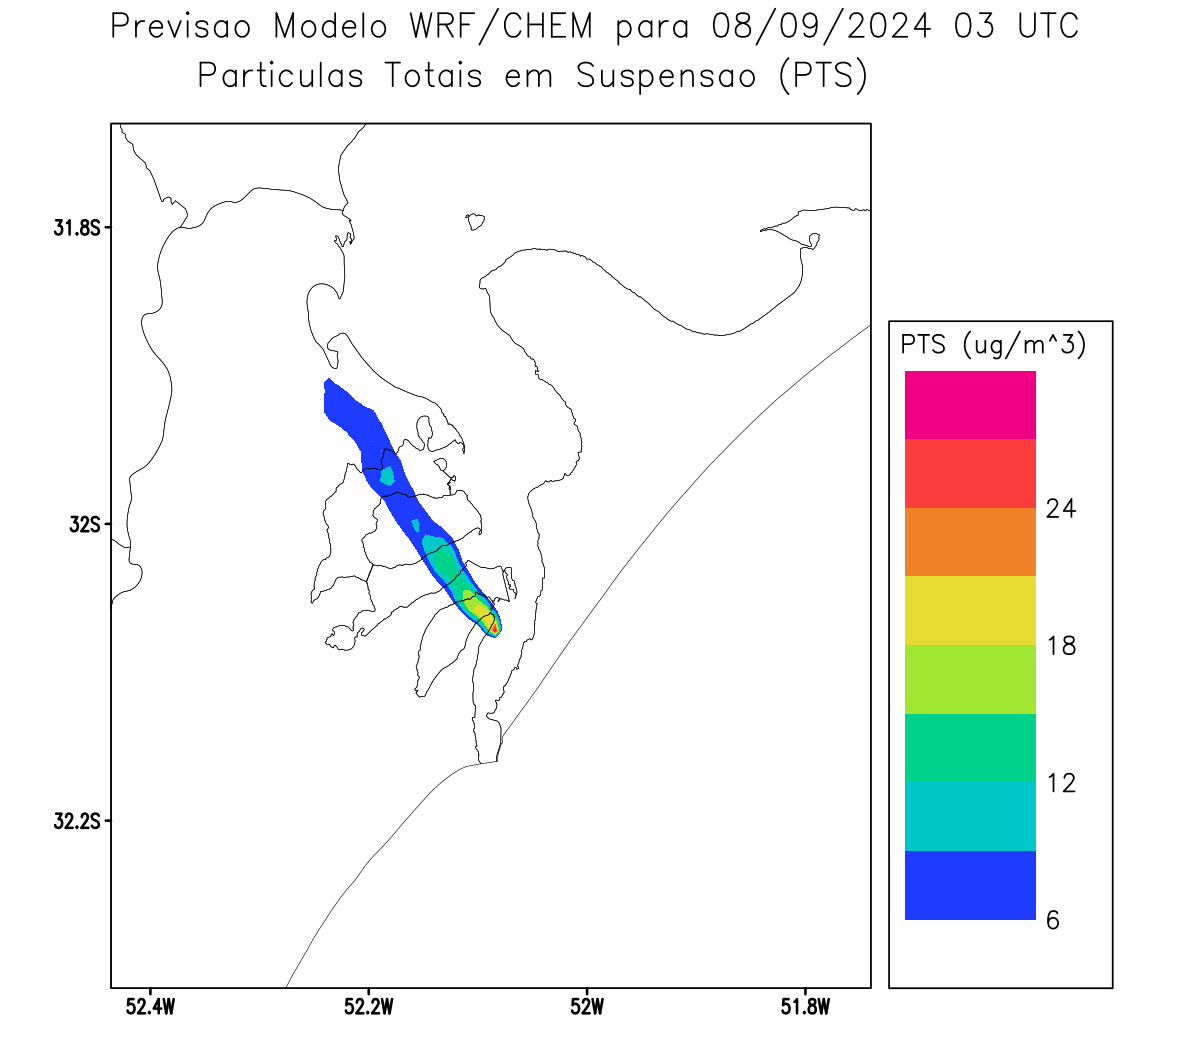 Previsao Modelo WRF/CHEM para 08/09/2024 03 UTC
Particulas Totais em Suspensao (PTS)
31.8S
32S
32.2S
52.4W
52.2W
52W
51.8W
PTS (ug/m^3)
24
18
12
6